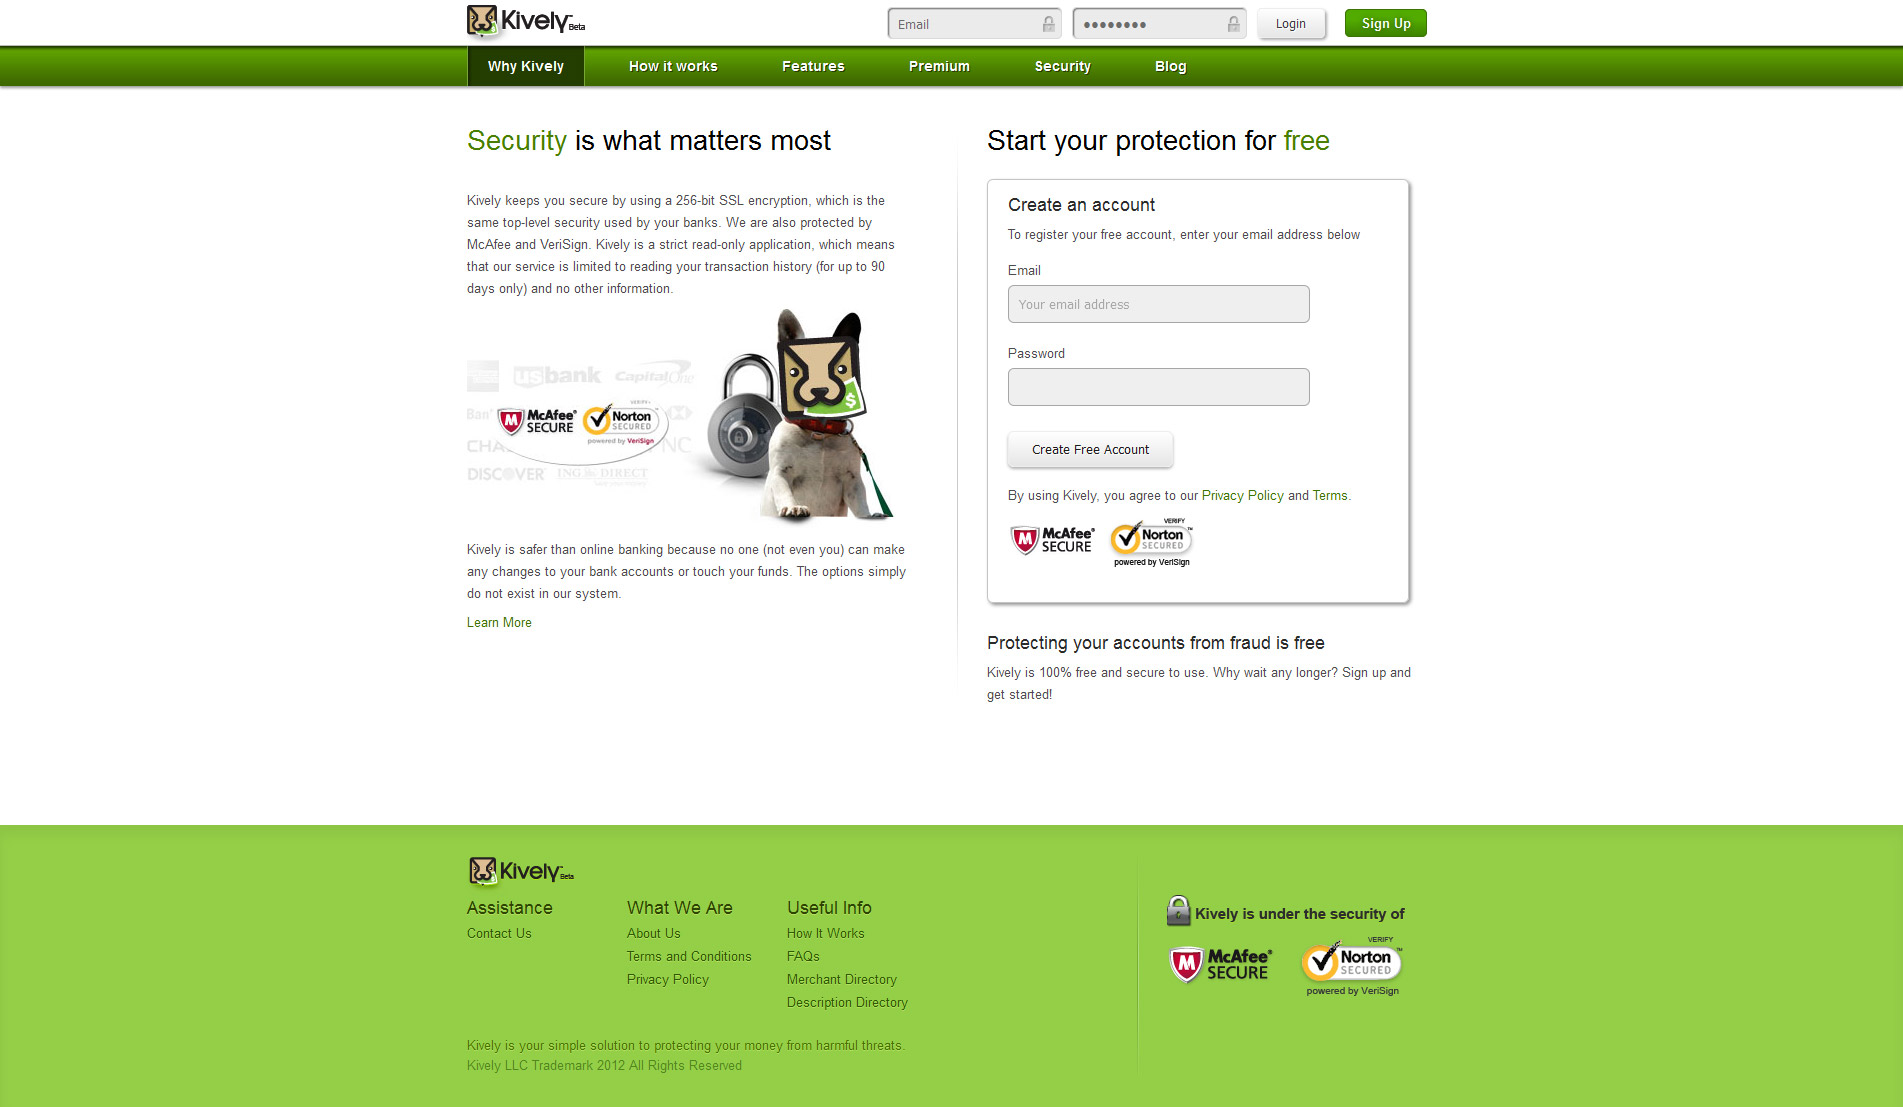 Kively™ Beta
Email
●●●●●●●●
Login
Sign Up
Why Kively
How it works
Features
Premium
Security
Blog
Security is what matters most
Kively keeps you secure by using a 256-bit SSL encryption, which is the
same top-level security used by your banks. We are also protected by
McAfee and VeriSign. Kively is a strict read-only application, which means
that our service is limited to reading your transaction history (for up to 90
days only) and no other information.
usbank
Capital One
McAfee®
SECURE
VERIFY
Norton
SECURED
powered by VeriSign
DISCOVER
ING DIRECT
$
Kively is safer than online banking because no one (not even you) can make
any changes to your bank accounts or touch your funds. The options simply
do not exist in our system.
Learn More
Start your protection for free
Create an account
To register your free account, enter your email address below
Email
Your email address
Password
Create Free Account
By using Kively, you agree to our Privacy Policy and Terms.
McAfee®
SECURE
VERIFY
Norton™
SECURED
powered by VeriSign
Protecting your accounts from fraud is free
Kively is 100% free and secure to use. Why wait any longer? Sign up and
get started!
Kively™ Beta
Assistance
Contact Us
What We Are
About Us
Terms and Conditions
Privacy Policy
Useful Info
How It Works
FAQs
Merchant Directory
Description Directory
Kively is under the security of
McAfee®
SECURE
VERIFY
Norton™
SECURED
powered by VeriSign
Kively is your simple solution to protecting your money from harmful threats.
Kively LLC Trademark 2012 All Rights Reserved